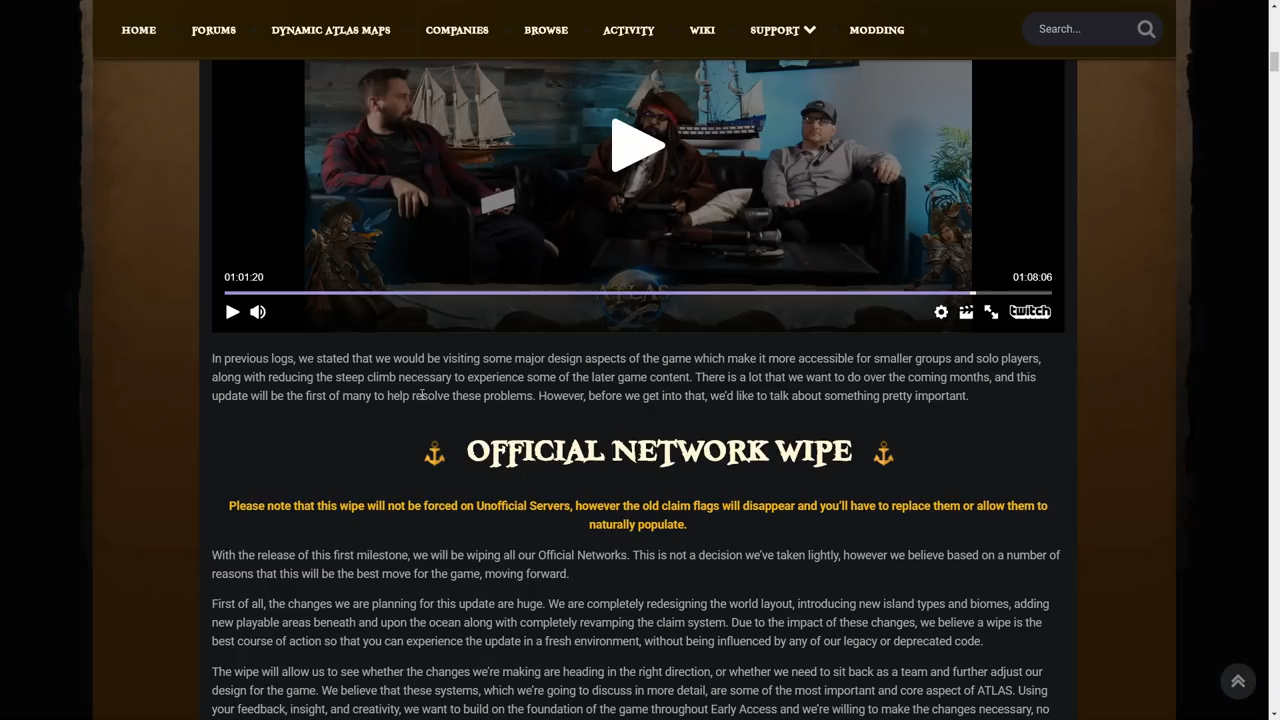 HOME FORUMS DYNAMIC ATLAS MAPS COMPANIES BROWSE ACTIVITY WIKI SUPPORT MODDING Search...
01:01:20 01:08:06
ATLAS
twitch
In previous logs, we stated that we would be visiting some major design aspects of the game which make it more accessible for smaller groups and solo players,
along with reducing the steep climb necessary to experience some of the later game content. There is a lot that we want to do over the coming months, and this
update will be the first of many to help resolve these problems. However, before we get into that, we'd like to talk about something pretty important.
OFFICIAL NETWORK WIPE
Please note that this wipe will not be forced on Unofficial Servers, however the old claim flags will disappear and you'll have to replace them or allow them to
naturally populate.
With the release of this first milestone, we will be wiping all our Official Networks. This is not a decision we've taken lightly, however we believe based on a number of
reasons that this will be the best move for the game, moving forward.
First of all, the changes we are planning for this update are huge. We are completely redesigning the world layout, introducing new island types and biomes, adding
new playable areas beneath and upon the ocean along with completely revamping the claim system. Due to the impact of these changes, we believe a wipe is the
best course of action so that you can experience the update in a fresh environment, without being influenced by any of our legacy or deprecated code.
The wipe will allow us to see whether the changes we're making are heading in the right direction, or whether we need to sit back as a team and further adjust our
design for the game. We believe that these systems, which we're going to discuss in more detail, are some of the most important and core aspect of ATLAS. Using
your feedback, insight, and creativity, we want to build on the foundation of the game throughout Early Access and we're willing to make the changes necessary, no